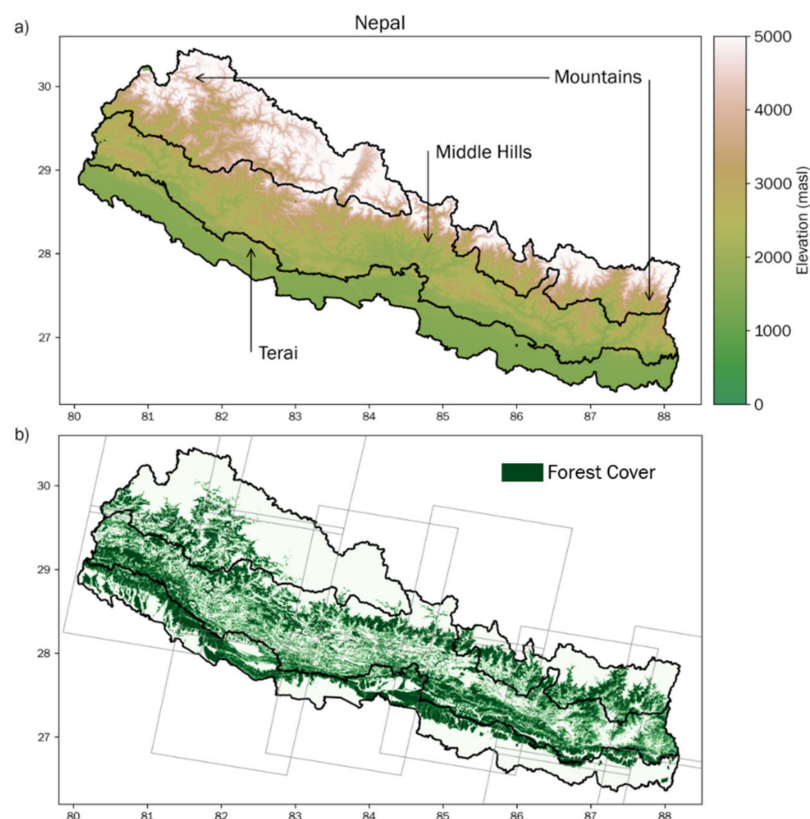 Nepal
a)
Mountains
Middle Hills
Terai
30
29
28
27
80 81 82 83 84 85 86 87 88
5000
4000
3000
2000
1000
0
Elevation (masl)
b)
Forest Cover
30
29
28
27
80 81 82 83 84 85 86 87 88